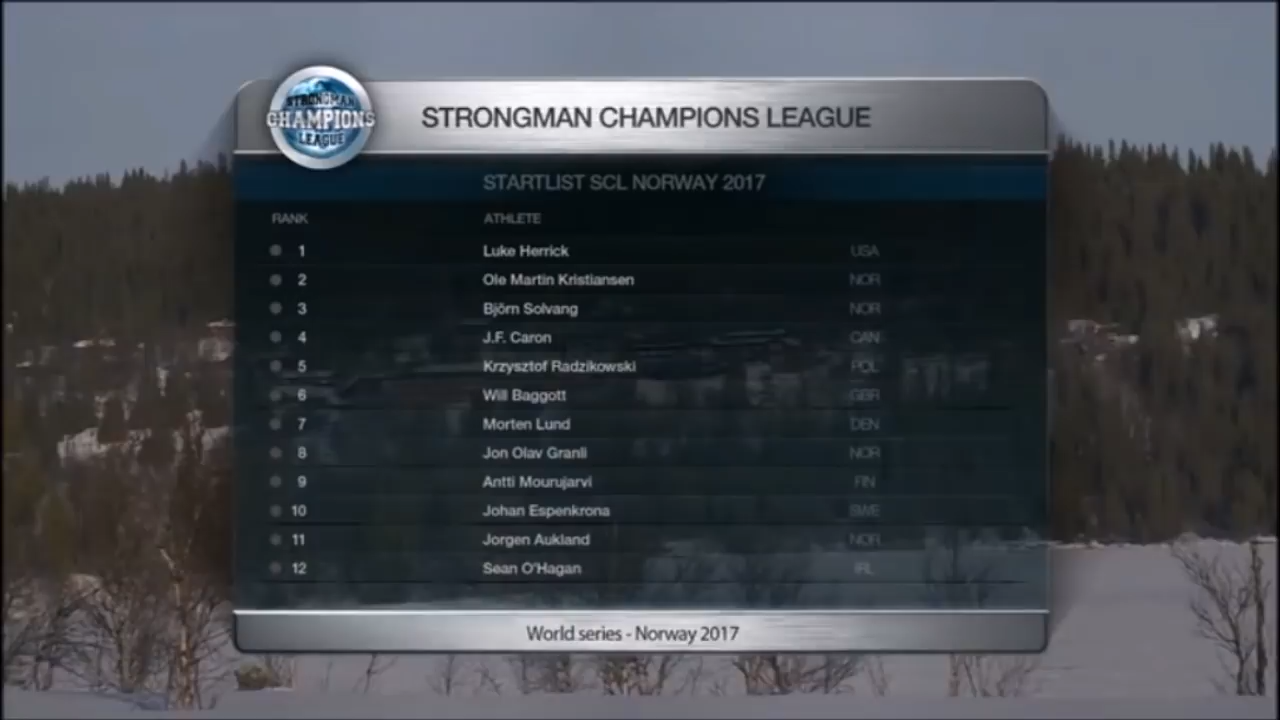 STRONGMAN
CHAMPIONS
LEAGUE
STRONGMAN CHAMPIONS LEAGUE
STARTLIST SCL NORWAY 2017
RANK ATHLETE
1 Luke Herrick USA
2 Ole Martin Kristiansen NOR
3 Björn Solvang NOR
4 J.F. Caron CAN
5 Krzysztof Radzikowski POL
6 Will Baggott GBR
7 Morten Lund DEN
8 Jon Olav Granli NOR
9 Antti Mourujarvi FIN
10 Johan Espenkrona SWE
11 Jorgen Aukland NOR
12 Sean O'Hagan IRL
World series - Norway 2017